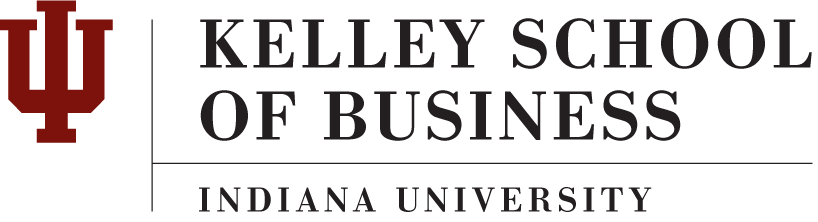 KELLEY SCHOOL
OF BUSINESS
INDIANA UNIVERSITY